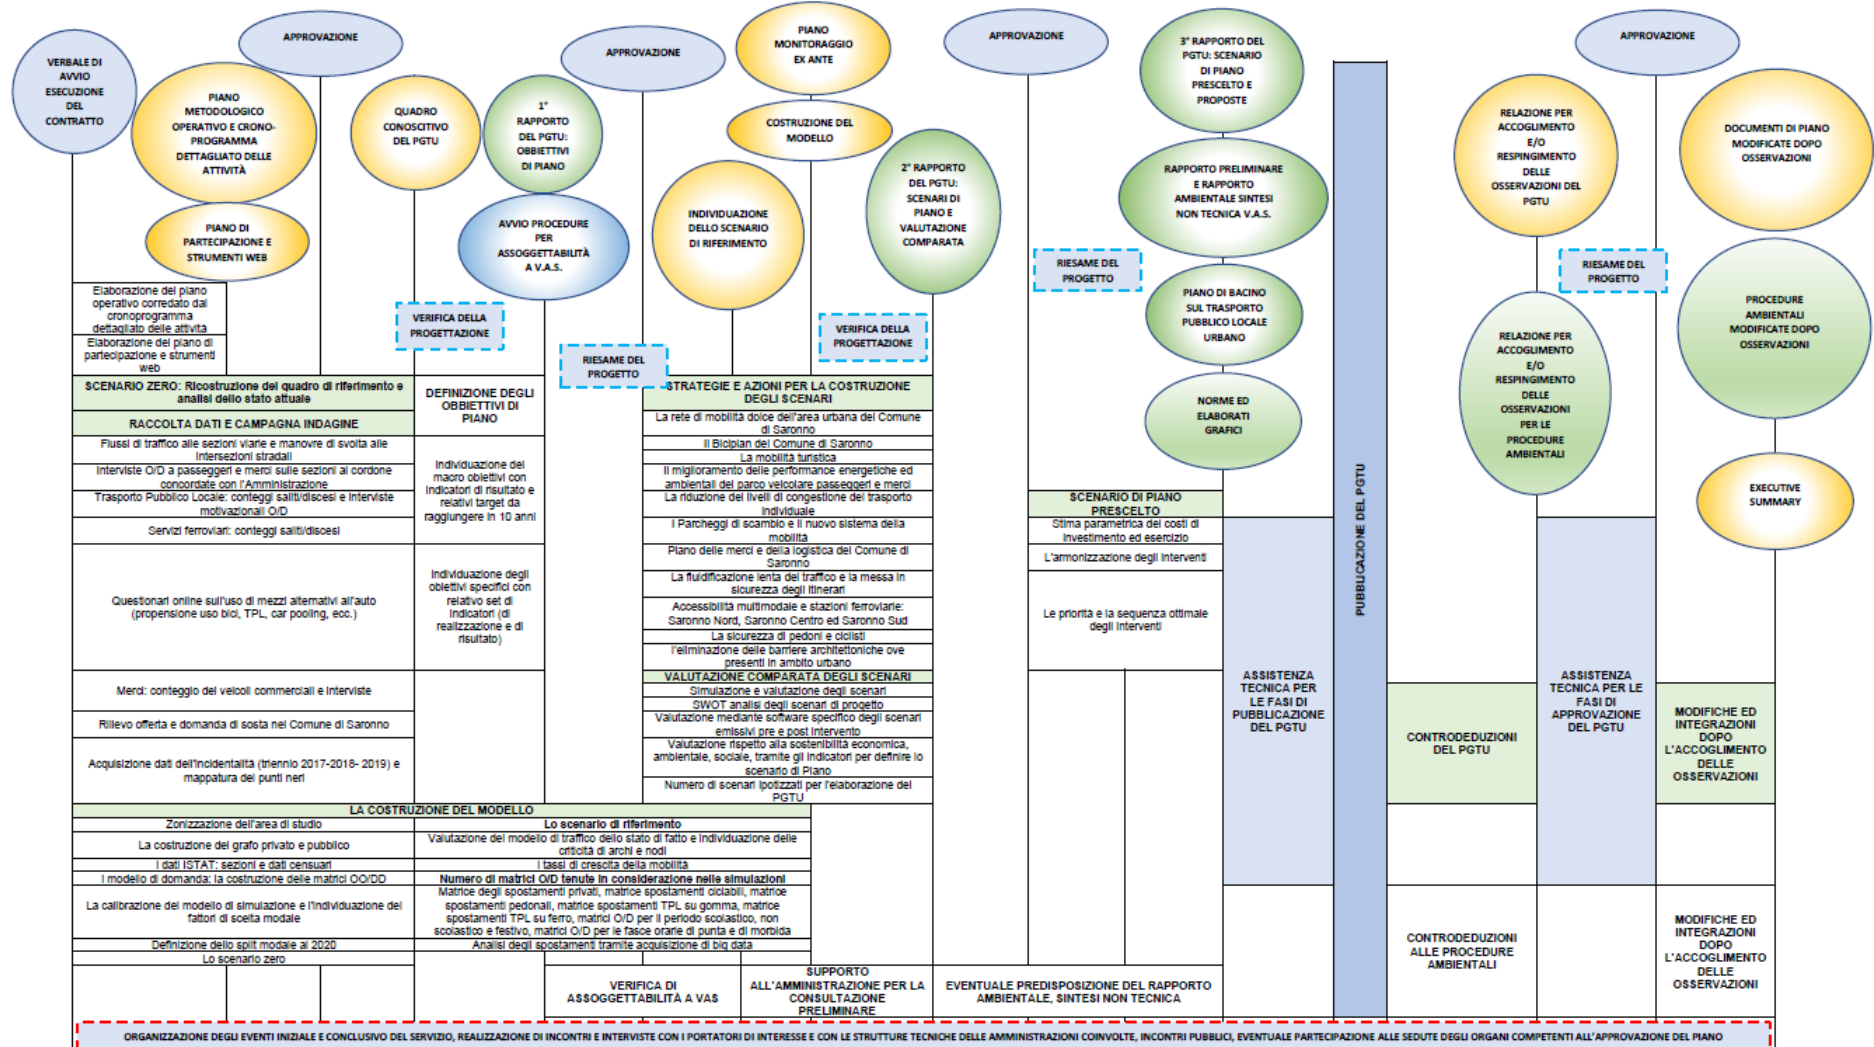 VERBALE DI
AVVIO
ESECUZIONE
DEL
CONTRATTO
APPROVAZIONE
PIANO
METODOLOGICO
OPERATIVO E CRONO-
PROGRAMMA
DETTAGLIATO DELLE
ATTIVITÀ
PIANO DI
PARTECIPAZIONE E
STRUMENTI WEB
QUADRO
CONOSCITIVO
DEL PGTU
1°
RAPPORTO
DEL PGTU:
OBBIETTIVI
DI PIANO
AVVIO PROCEDURE
PER
ASSOGGETTABILITÀ
A V.A.S.
APPROVAZIONE
PIANO
MONITORAGGIO
EX ANTE
COSTRUZIONE DEL
MODELLO
INDIVIDUAZIONE
DELLO SCENARIO
DI RIFERIMENTO
2° RAPPORTO
DEL PGTU:
SCENARI DI
PIANO E
VALUTAZIONE
COMPARATA
APPROVAZIONE
3° RAPPORTO DEL
PGTU: SCENARIO
DI PIANO
PRESCELTO E
PROPOSTE
RAPPORTO PRELIMINARE
E RAPPORTO
AMBIENTALE SINTESI
NON TECNICA V.A.S.
PIANO DI BACINO
SUL TRASPORTO
PUBBLICO LOCALE
URBANO
NORME ED
ELABORATI
GRAFICI
RELAZIONE PER
ACCOGLIMENTO
E/O
RESPINGIMENTO
DELLE
OSSERVAZIONI DEL
PGTU
APPROVAZIONE
RELAZIONE PER
ACCOGLIMENTO
E/O
RESPINGIMENTO
DELLE
OSSERVAZIONI
PER LE
PROCEDURE
AMBIENTALI
DOCUMENTI DI PIANO
MODIFICATE DOPO
OSSERVAZIONI
PROCEDURE
AMBIENTALI
MODIFICATE DOPO
OSSERVAZIONI
EXECUTIVE
SUMMARY
VERIFICA DELLA
PROGETTAZIONE
RIESAME DEL
PROGETTO
VERIFICA DELLA
PROGETTAZIONE
RIESAME DEL
PROGETTO
RIESAME DEL
PROGETTO
Elaborazione del piano
operativo corredato dal
cronoprogramma
dettagliato delle attività
Elaborazione del piano di
partecipazione e strumenti
web
SCENARIO ZERO: Ricostruzione del quadro di riferimento e
analisi dello stato attuale
RACCOLTA DATI E CAMPAGNA INDAGINE
Flussi di traffico alle sezioni viarie e manovre di svolta alle
intersezioni stradali
Interviste O/D a passeggeri e merci sulle sezioni al cordone
concordate con l'Amministrazione
Trasporto Pubblico Locale: conteggi saliti/discesi e interviste
motivazionali O/D
Servizi ferroviari: conteggi saliti/discesi
Questionari online sull'uso di mezzi alternativi all'auto
(propensione uso bici, TPL, car pooling, ecc.)
Merci: conteggio dei veicoli commerciali e interviste
Rilievo offerta e domanda di sosta nel Comune di Saronno
Acquisizione dati dell'incidentalità (triennio 2017-2018- 2019) e
mappatura dei punti neri
DEFINIZIONE DEGLI
OBBIETTIVI DI
PIANO
Individuazione dei
macro obiettivi con
indicatori di risultato e
relativi target da
raggiungere in 10 anni
Individuazione degli
obiettivi specifici con
relativo set di
indicatori (di
realizzazione e di
risultato)
STRATEGIE E AZIONI PER LA COSTRUZIONE
DEGLI SCENARI
La rete di mobilità dolce dell'area urbana del Comune
di Saronno
Il Biciplan del Comune di Saronno
La mobilità turistica
Il miglioramento delle performance energetiche ed
ambientali del parco veicolare passeggeri e merci
La riduzione dei livelli di congestione del trasporto
individuale
I Parcheggi di scambio e il nuovo sistema della
mobilità
Piano delle merci e della logistica del Comune di
Saronno
La fluidificazione lenta del traffico e la messa in
sicurezza degli itinerari
Accessibilità multimodale e stazioni ferroviarie:
Saronno Nord, Saronno Centro ed Saronno Sud
La sicurezza di pedoni e ciclisti
l'eliminazione delle barriere architettoniche ove
presenti in ambito urbano
VALUTAZIONE COMPARATA DEGLI SCENARI
Simulazione e valutazione degli scenari
SWOT analisi degli scenari di progetto
Valutazione mediante software specifico degli scenari
emissivi pre e post intervento
Valutazione rispetto alla sostenibilità economica,
ambientale, sociale, tramite gli indicatori per definire lo
scenario di Piano
Numero di scenari ipotizzati per l'elaborazione del
PGTU
SCENARIO DI PIANO
PRESCELTO
Stima parametrica dei costi di
investimento ed esercizio
L'armonizzazione degli interventi
Le priorità e la sequenza ottimale
degli interventi
ASSISTENZA
TECNICA PER
LE FASI DI
PUBBLICAZIONE
DEL PGTU
PUBBLICAZIONE DEL PGTU
CONTRODEDUZIONI
DEL PGTU
ASSISTENZA
TECNICA PER LE
FASI DI
APPROVAZIONE
DEL PGTU
MODIFICHE ED
INTEGRAZIONI
DOPO
L'ACCOGLIMENTO
DELLE
OSSERVAZIONI
LA COSTRUZIONE DEL MODELLO
Zonizzazione dell'area di studio
La costruzione del grafo privato e pubblico
I dati ISTAT: sezioni e dati censuari
I modello di domanda: la costruzione delle matrici OO/DD
La calibrazione del modello di simulazione e l'individuazione dei
fattori di scelta modale
Definizione dello split modale al 2020
Lo scenario zero
Lo scenario di riferimento
Valutazione del modello di traffico dello stato di fatto e individuazione delle
criticità di archi e nodi
I tassi di crescita della mobilità
Numero di matrici O/D tenute in considerazione nelle simulazioni
Matrice degli spostamenti privati, matrice spostamenti ciclabili, matrice
spostamenti pedonali, matrice spostamenti TPL su gomma, matrice
spostamenti TPL su ferro, matrici O/D per il periodo scolastico, non
scolastico e festivo, matrici O/D per le fasce orarie di punta e di morbida
Analisi degli spostamenti tramite acquisizione di big data
VERIFICA DI
ASSOGGETTABILITÀ A VAS
SUPPORTO
ALL'AMMINISTRAZIONE PER LA
CONSULTAZIONE
PRELIMINARE
EVENTUALE PREDISPOSIZIONE DEL RAPPORTO
AMBIENTALE, SINTESI NON TECNICA
CONTRODEDUZIONI
ALLE PROCEDURE
AMBIENTALI
MODIFICHE ED
INTEGRAZIONI
DOPO
L'ACCOGLIMENTO
DELLE
OSSERVAZIONI
ORGANIZZAZIONE DEGLI EVENTI INIZIALE E CONCLUSIVO DEL SERVIZIO, REALIZZAZIONE DI INCONTRI E INTERVISTE CON I PORTATORI DI INTERESSE E CON LE STRUTTURE TECNICHE DELLE AMMINISTRAZIONI COINVOLTE, INCONTRI PUBBLICI, EVENTUALE PARTECIPAZIONE ALLE SEDUTE DEGLI ORGANI COMPETENTI ALL'APPROVAZIONE DEL PIANO